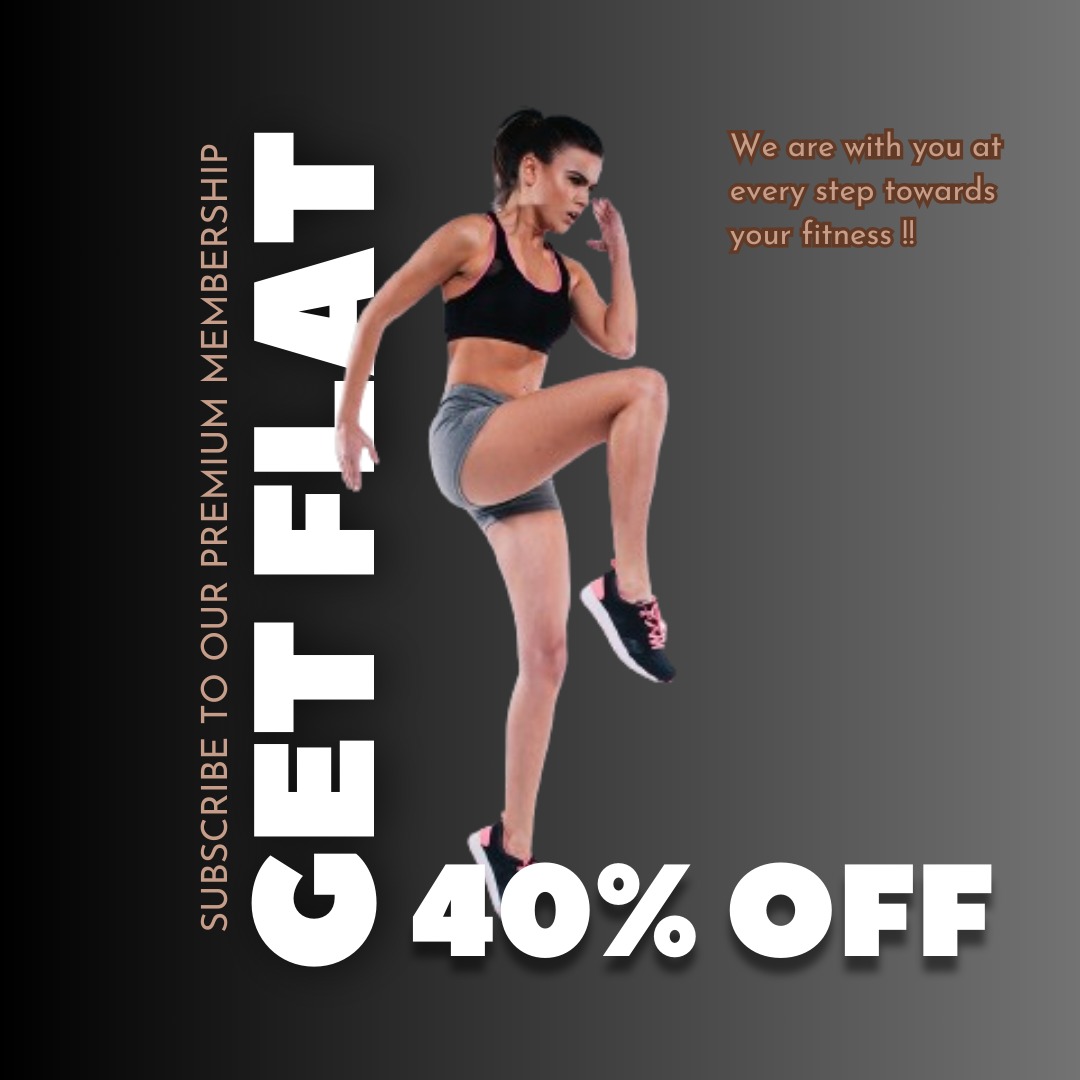 SUBSCRIBE TO OUR PREMIUM MEMBERSHIP
GET FLAT
40% OFF
We are with you at
every step towards
your fitness !!